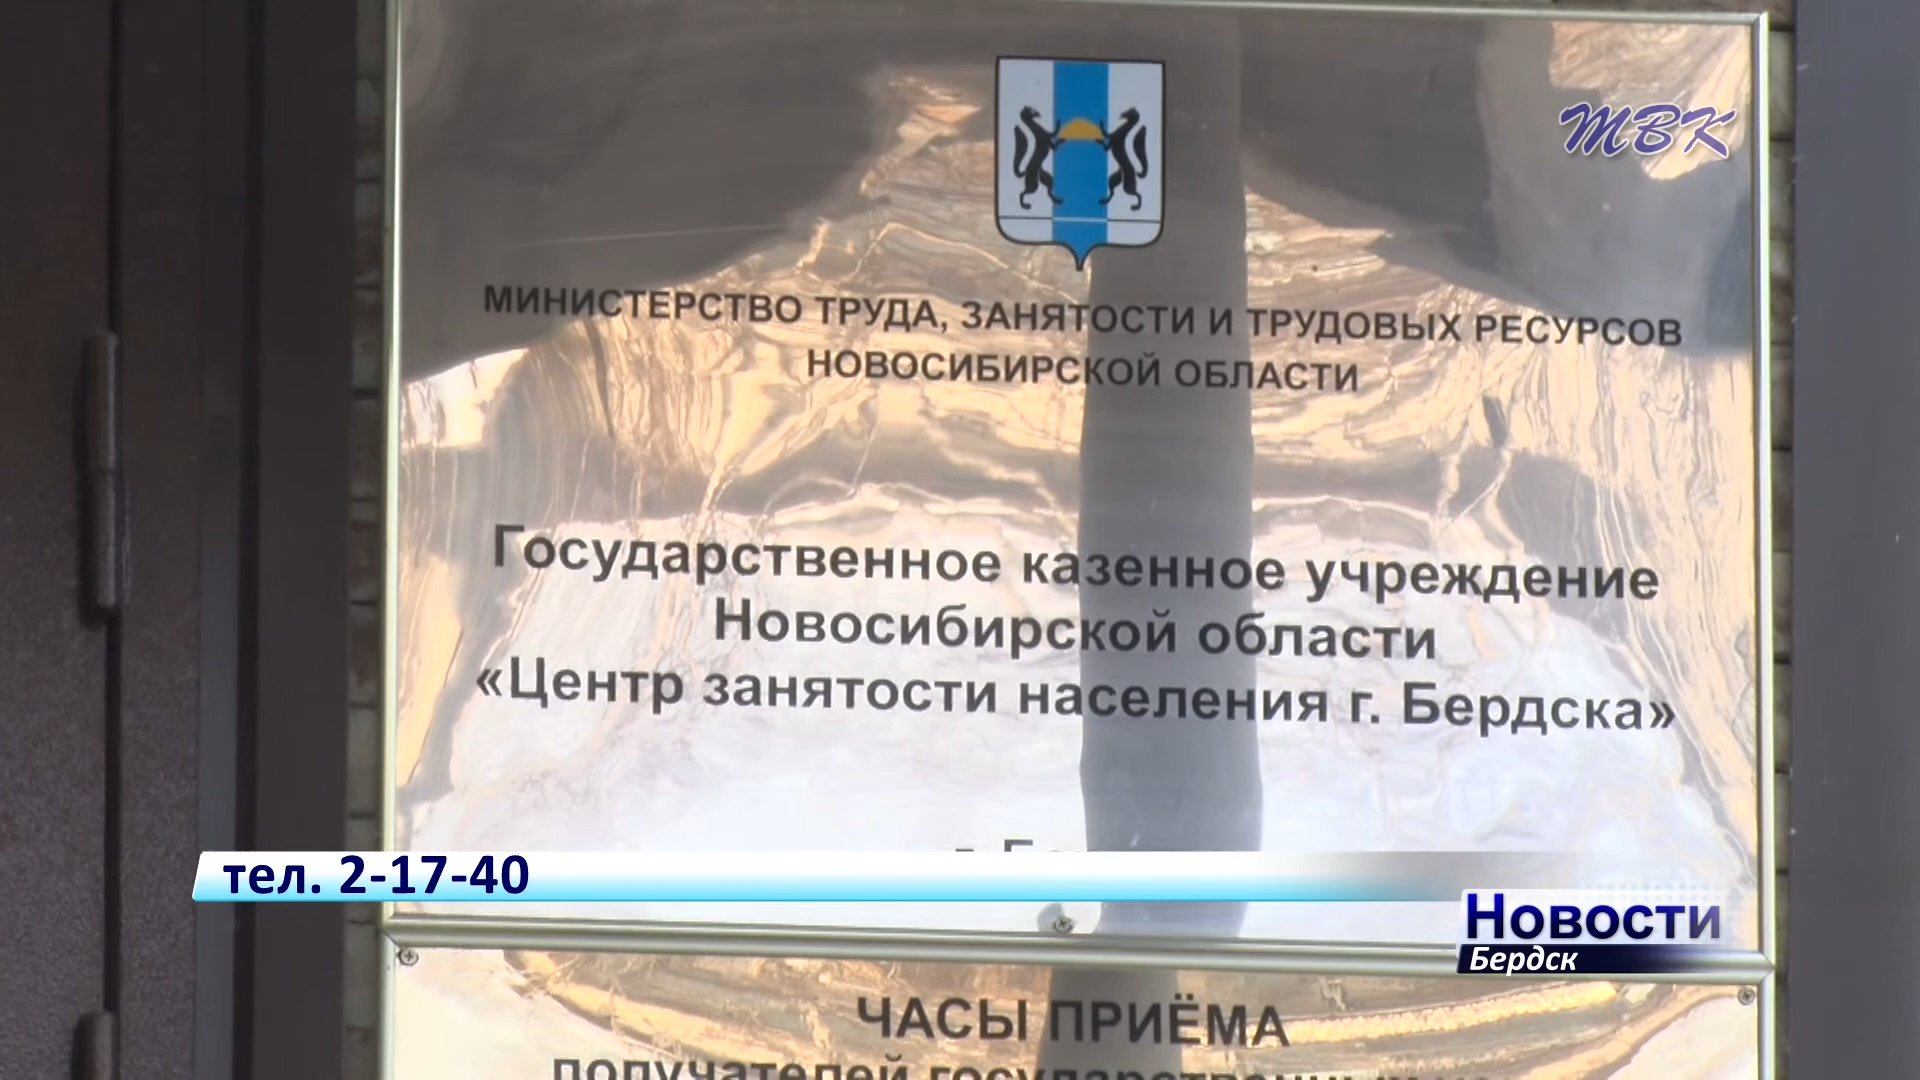 ТВК
МИНИСТЕРСТВО ТРУДА, ЗАНЯТОСТИ И ТРУДОВЫХ РЕСУРСОВ
НОВОСИБИРСКОЙ ОБЛАСТИ
Государственное казенное учреждение
Новосибирской области
«Центр занятости населения г. Бердска»
тел. 2-17-40
Новости
Бердск
ЧАСЫ ПРИЁМА
получателей